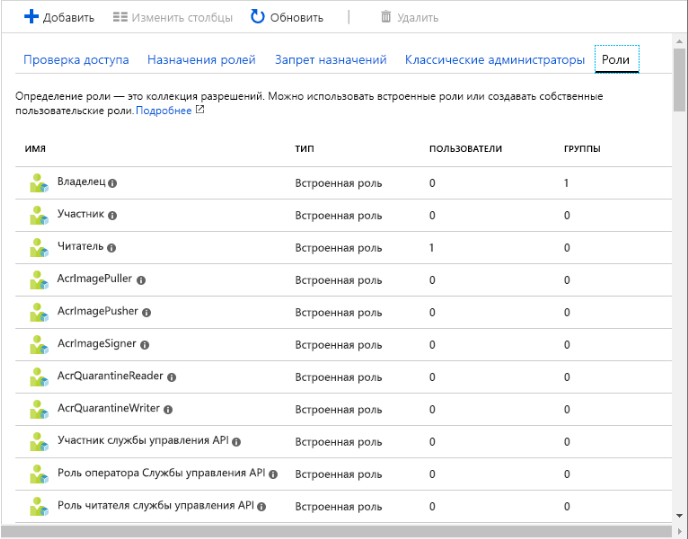 Добавить Изменить столбцы Обновить Удалить
Проверка доступа Назначения ролей Запрет назначений Классические администраторы Роли
Определение роли — это коллекция разрешений. Можно использовать встроенные роли или создавать собственные
пользовательские роли. Подробнее
ИМЯ ТИП ПОЛЬЗОВАТЕЛИ ГРУППЫ
Владелец Встроенная роль 0 1
Участник Встроенная роль 0 0
Читатель Встроенная роль 1 0
AcrImagePuller Встроенная роль 0 0
AcrImagePusher Встроенная роль 0 0
AcrImageSigner Встроенная роль 0 0
AcrQuarantineReader Встроенная роль 0 0
AcrQuarantineWriter Встроенная роль 0 0
Участник службы управления API Встроенная роль 0 0
Роль оператора Службы управления API Встроенная роль 0 0
Роль читателя службы управления API Встроенная роль 0 0